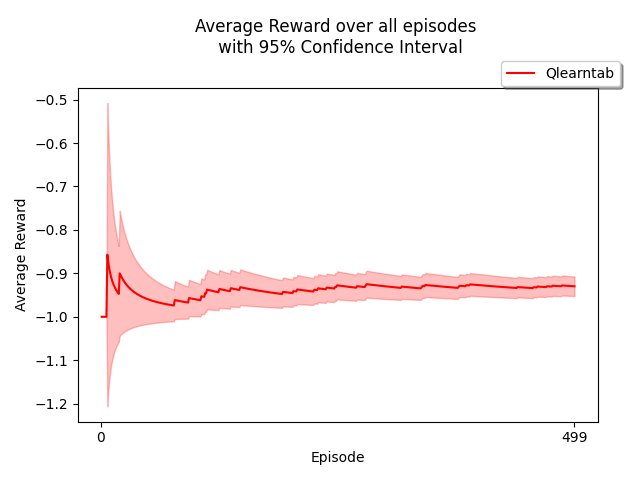 Average Reward over all episodes
with 95% Confidence Interval
Qlearntab
−0.5
−0.6
−0.7
−0.8
−0.9
−1.0
−1.1
−1.2
Average Reward
0
499
Episode